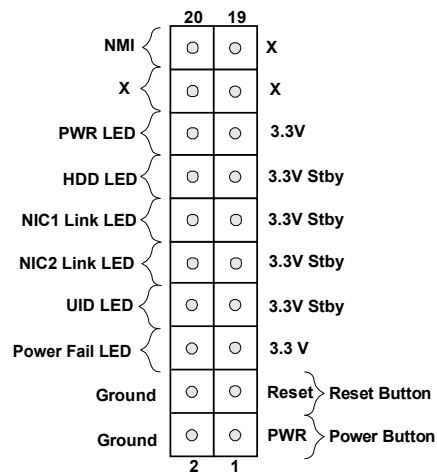 20 19
NMI X
X X
PWR LED 3.3V
HDD LED 3.3V Stby
NIC1 Link LED 3.3V Stby
NIC2 Link LED 3.3V Stby
UID LED 3.3V Stby
Power Fail LED 3.3 V
Ground Reset Reset Button
Ground PWR Power Button
2 1